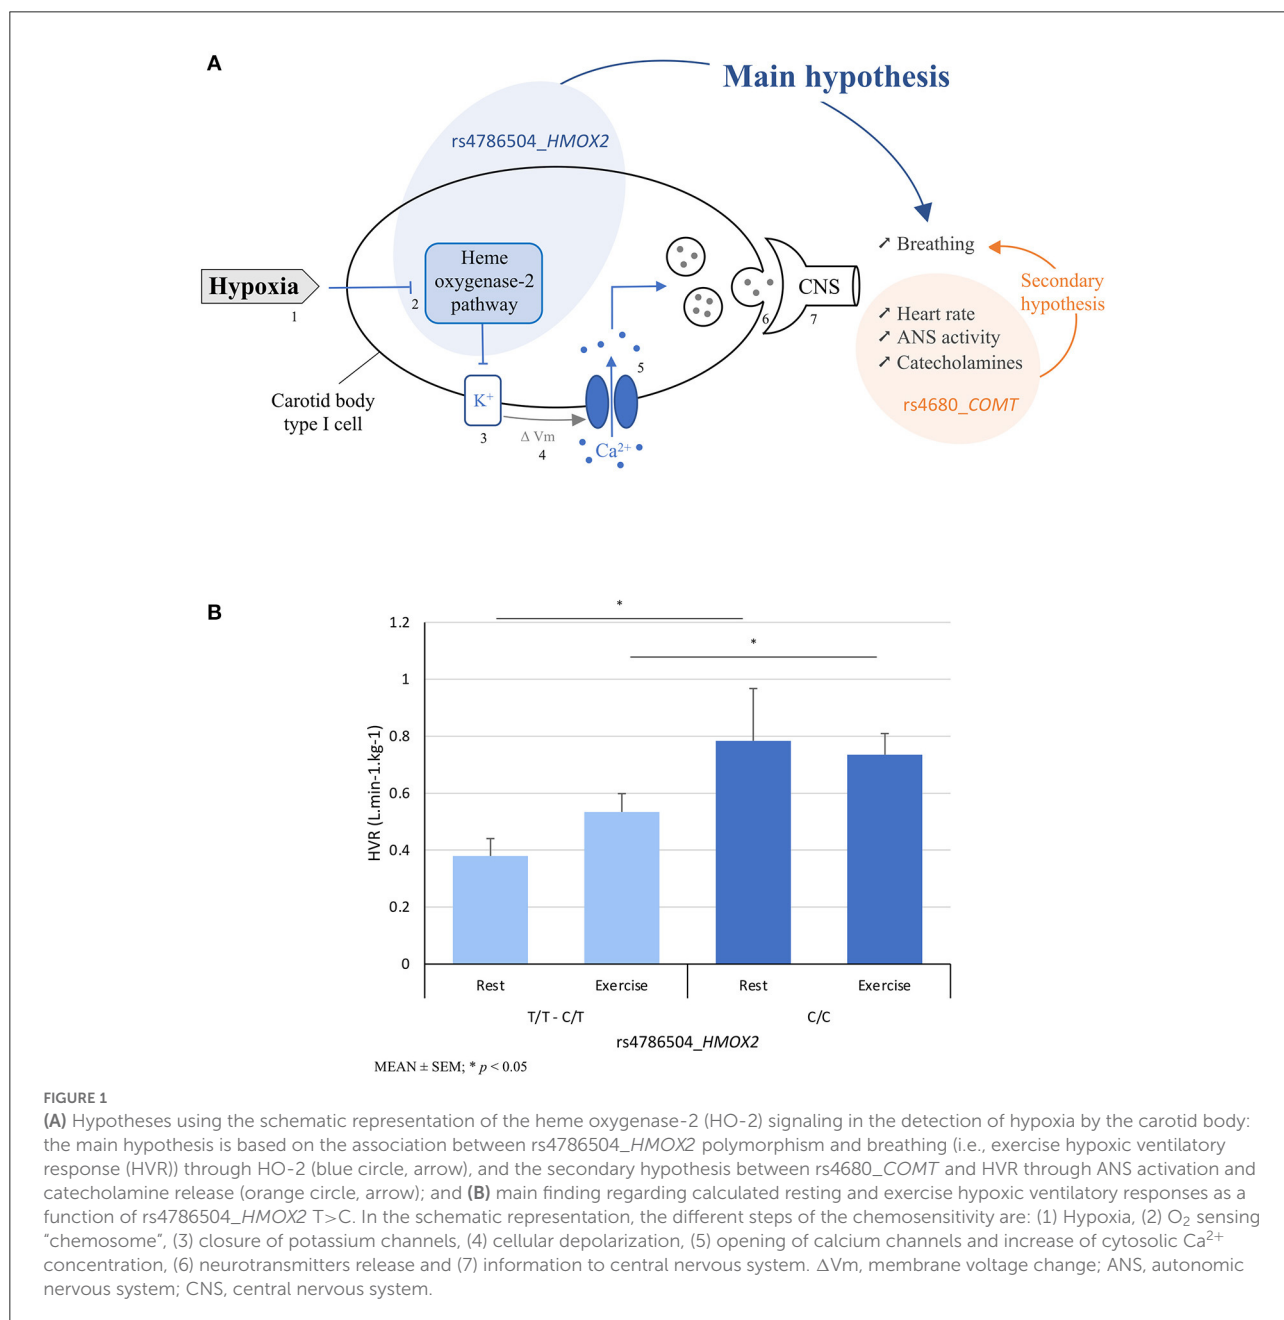 A
Main hypothesis
rs4786504_HMOX2
Hypoxia
1
2
Heme
oxygenase-2
pathway
Carotid body
type I cell
K⁺
3
Δ Vm
4
5
Ca²⁺
6
7
CNS
↗ Breathing
Secondary
hypothesis
↗ Heart rate
↗ ANS activity
↗ Catecholamines
rs4680_COMT
B
HVR (L.min-1.kg-1)
1.2
1
0.8
0.6
0.4
0.2
0
*
*
Rest
Exercise
Rest
Exercise
T/T - C/T
C/C
rs4786504_HMOX2
MEAN ± SEM; * p < 0.05
FIGURE 1
(A) Hypotheses using the schematic representation of the heme oxygenase-2 (HO-2) signaling in the detection of hypoxia by the carotid body:
the main hypothesis is based on the association between rs4786504_HMOX2 polymorphism and breathing (i.e., exercise hypoxic ventilatory
response (HVR)) through HO-2 (blue circle, arrow), and the secondary hypothesis between rs4680_COMT and HVR through ANS activation and
catecholamine release (orange circle, arrow); and (B) main finding regarding calculated resting and exercise hypoxic ventilatory responses as a
function of rs4786504_HMOX2 T>C. In the schematic representation, the different steps of the chemosensitivity are: (1) Hypoxia, (2) O₂ sensing
"chemosome", (3) closure of potassium channels, (4) cellular depolarization, (5) opening of calcium channels and increase of cytosolic Ca²⁺
concentration, (6) neurotransmitters release and (7) information to central nervous system. ΔVm, membrane voltage change; ANS, autonomic
nervous system; CNS, central nervous system.